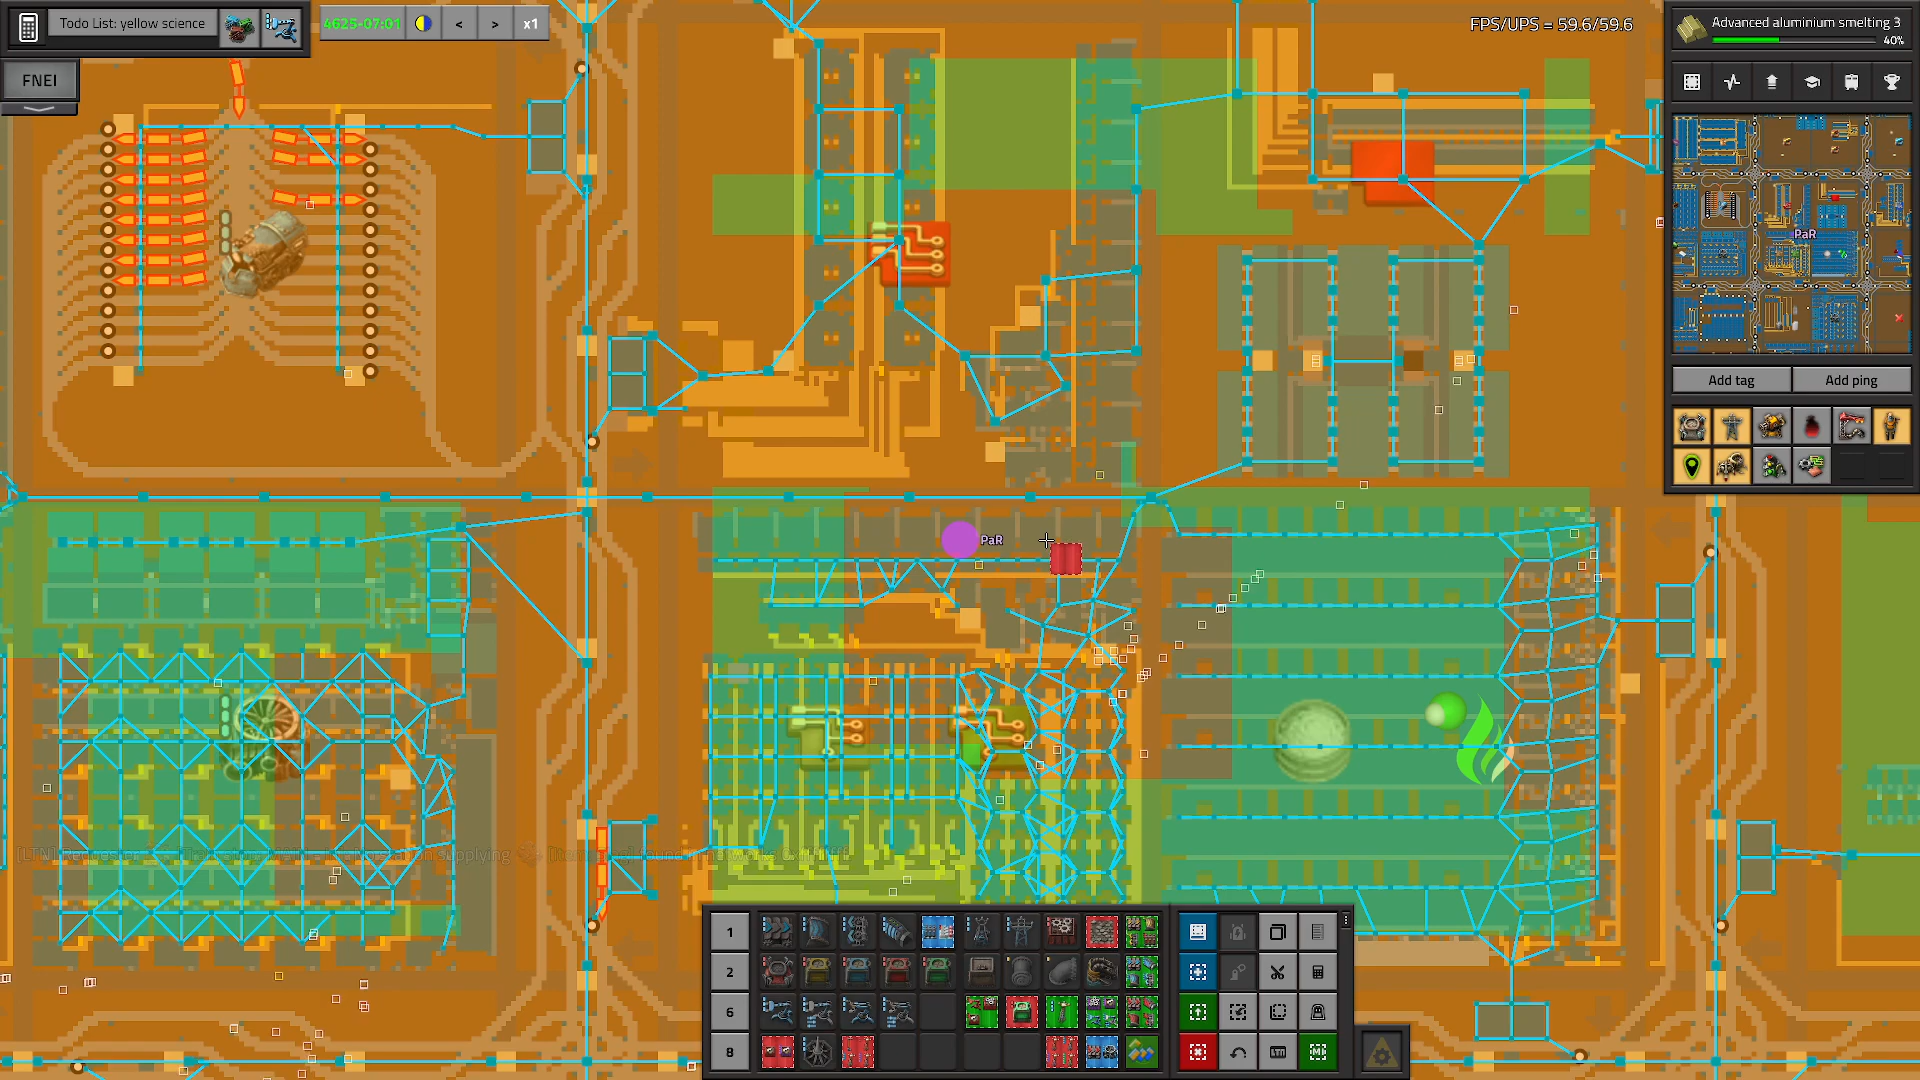 Todo List: yellow science
4625-07:01
<
>
x1
FPS/UPS = 59.6/59.6
Advanced aluminium smelting 3
40%
FNEI
PaR
Add tag
Add ping
PaR
1
2
6
8